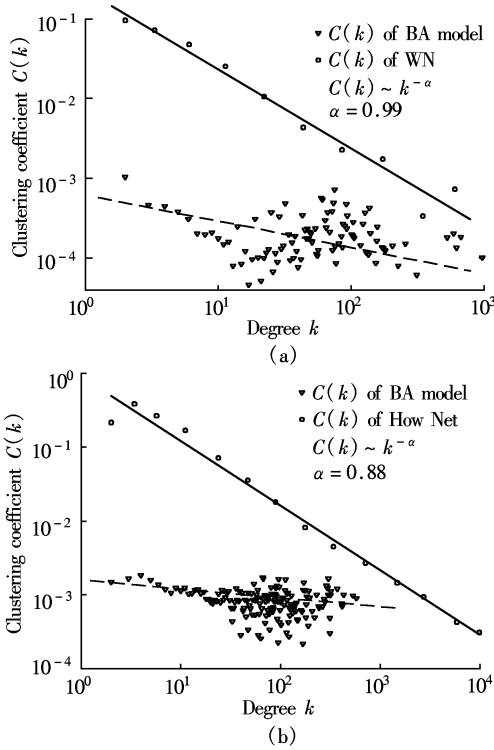 ▾ C(k) of BA model
○ C(k) of WN
C(k) ~ k^{-α}
α = 0.99
Clustering coefficient C(k)
10^{-1}
10^{-2}
10^{-3}
10^{-4}
10^0 10^1 10^2 10^3
Degree k
(a)
▾ C(k) of BA model
○ C(k) of How Net
C(k) ~ k^{-α}
α = 0.88
Clustering coefficient C(k)
10^0
10^{-1}
10^{-2}
10^{-3}
10^{-4}
10^0 10^1 10^2 10^3 10^4
Degree k
(b)